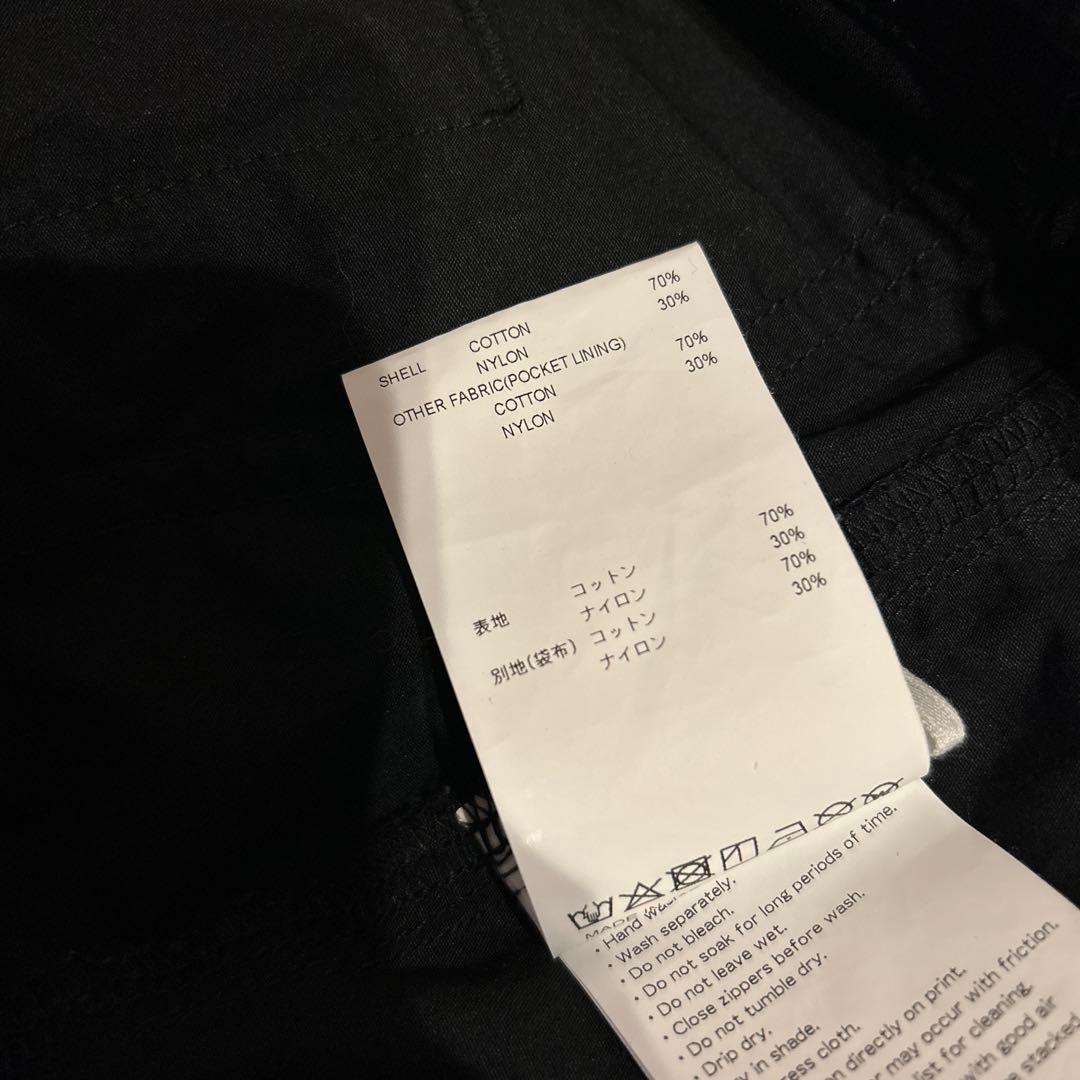 SHELL COTTON 70%
NYLON 30%
OTHER FABRIC(POCKET LINING)
COTTON 70%
NYLON 30%
表地 コットン 70%
ナイロン 30%
別地(袋布) コットン 70%
ナイロン 30%
MADE
• Hand
• Wash separately.
• Do not bleach.
• Do not soak for long periods of time.
• Do not leave wet.
• Close zippers before wash.
• Do not tumble dry.
• Drip dry.
in shade.
cloth.
directly on print.
may occur with friction.
for cleaning.
with good air
stacked